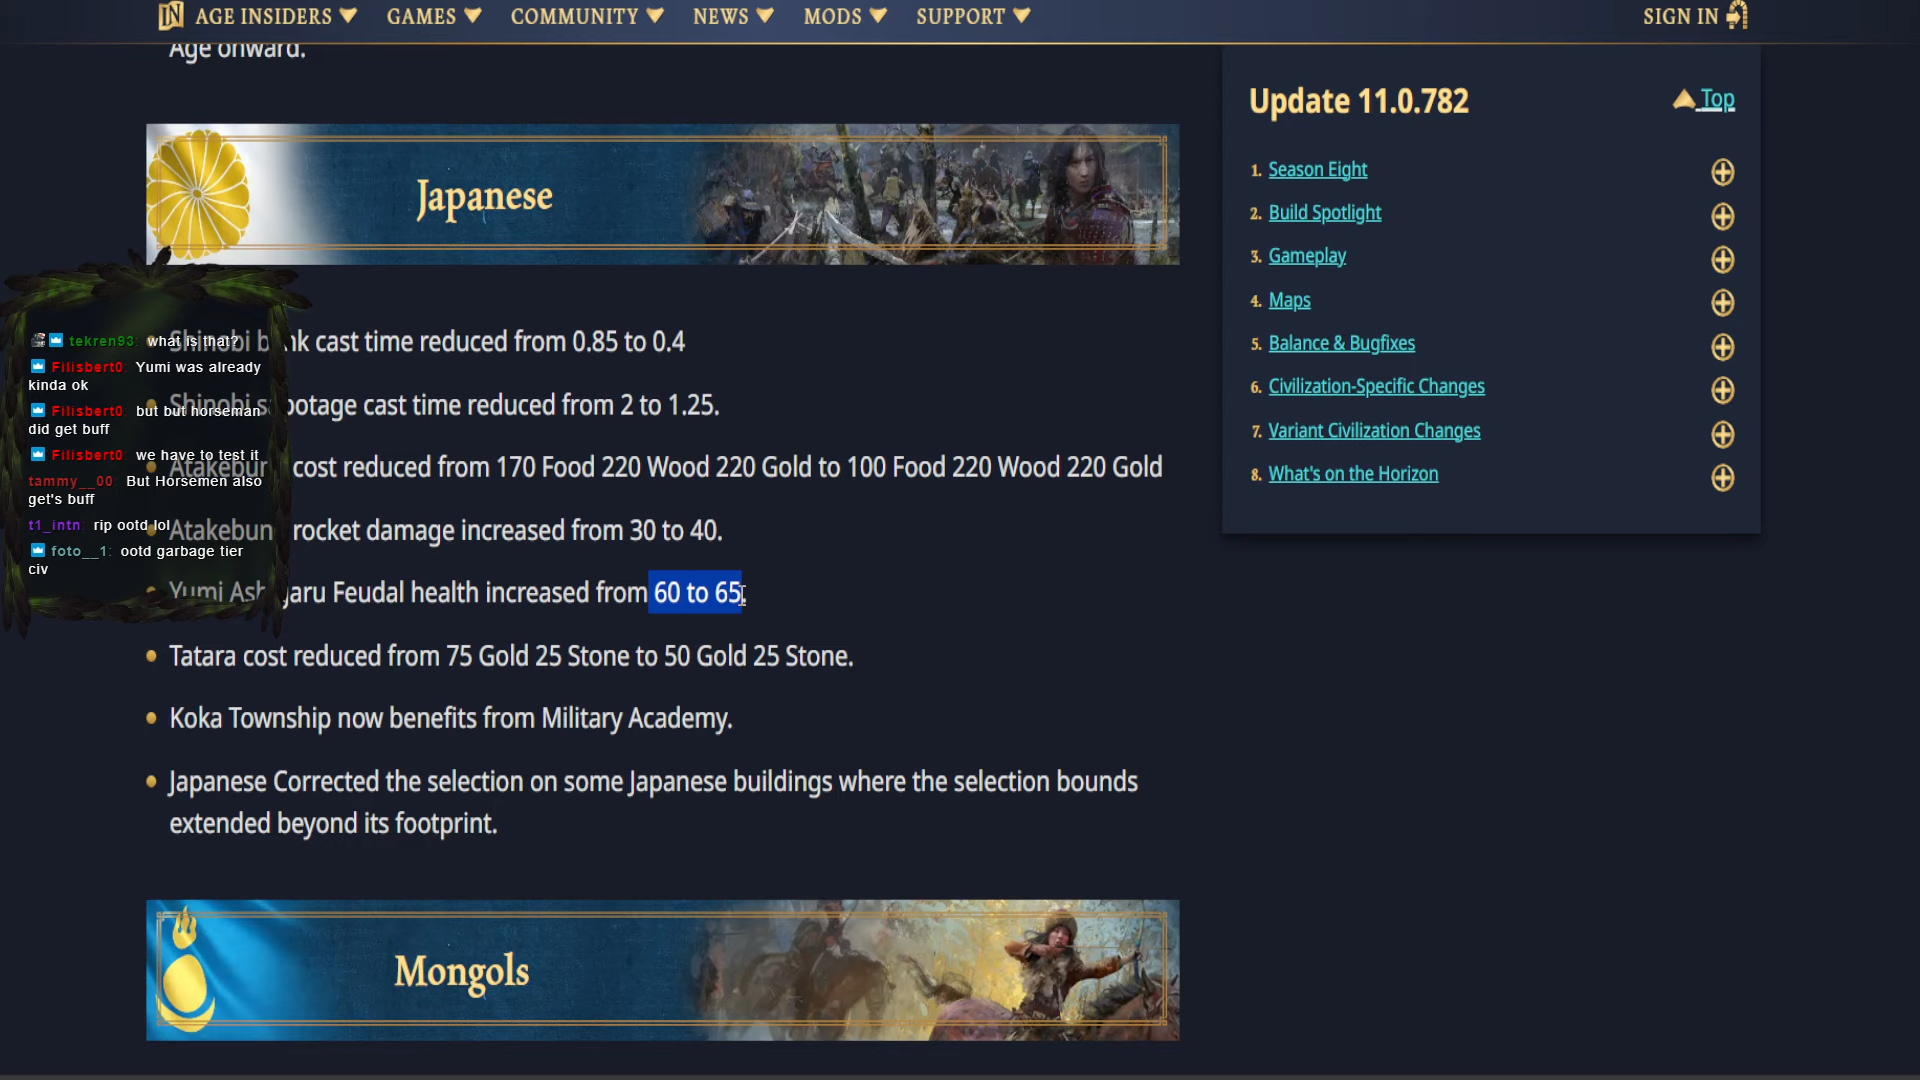 AGE INSIDERS GAMES COMMUNITY NEWS MODS SUPPORT SIGN IN
Age onward.
Japanese
Shinobi b nk cast time reduced from 0.85 to 0.4
Shinobi s botage cast time reduced from 2 to 1.25.
Atakebun cost reduced from 170 Food 220 Wood 220 Gold to 100 Food 220 Wood 220 Gold
Atakebun rocket damage increased from 30 to 40.
Yumi Ash garu Feudal health increased from 60 to 65.
Tatara cost reduced from 75 Gold 25 Stone to 50 Gold 25 Stone.
Koka Township now benefits from Military Academy.
Japanese Corrected the selection on some Japanese buildings where the selection bounds
extended beyond its footprint.
Mongols
tekren93: what is that?
Filisbert0: Yumi was already
kinda ok
Filisbert0: but but horseman
did get buff
Filisbert0: we have to test it
tammy__00: But Horsemen also
get's buff
t1_intn: rip ootd lol
foto__1: ootd garbage tier
civ
Update 11.0.782
Top
1. Season Eight
2. Build Spotlight
3. Gameplay
4. Maps
5. Balance & Bugfixes
6. Civilization-Specific Changes
7. Variant Civilization Changes
8. What's on the Horizon